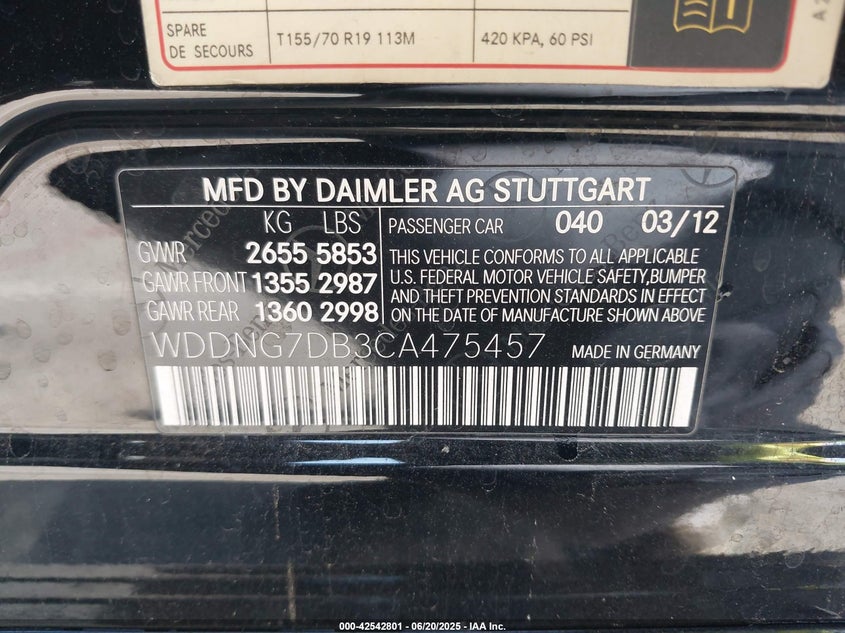 SPARE
DE SECOURS
T155/70 R19 113M
420 KPA, 60 PSI
MFD BY DAIMLER AG STUTTGART
KG LBS PASSENGER CAR 040 03/12
GVWR 2655 5853
GAWR FRONT 1355 2987
GAWR REAR 1360 2998
THIS VEHICLE CONFORMS TO ALL APPLICABLE
U.S. FEDERAL MOTOR VEHICLE SAFETY,BUMPER
AND THEFT PREVENTION STANDARDS IN EFFECT
ON THE DATE OF MANUFACTURE SHOWN ABOVE
WDDNG7DB3CA475457 MADE IN GERMANY
000-42542801 - 06/20/2025 - IAA Inc.